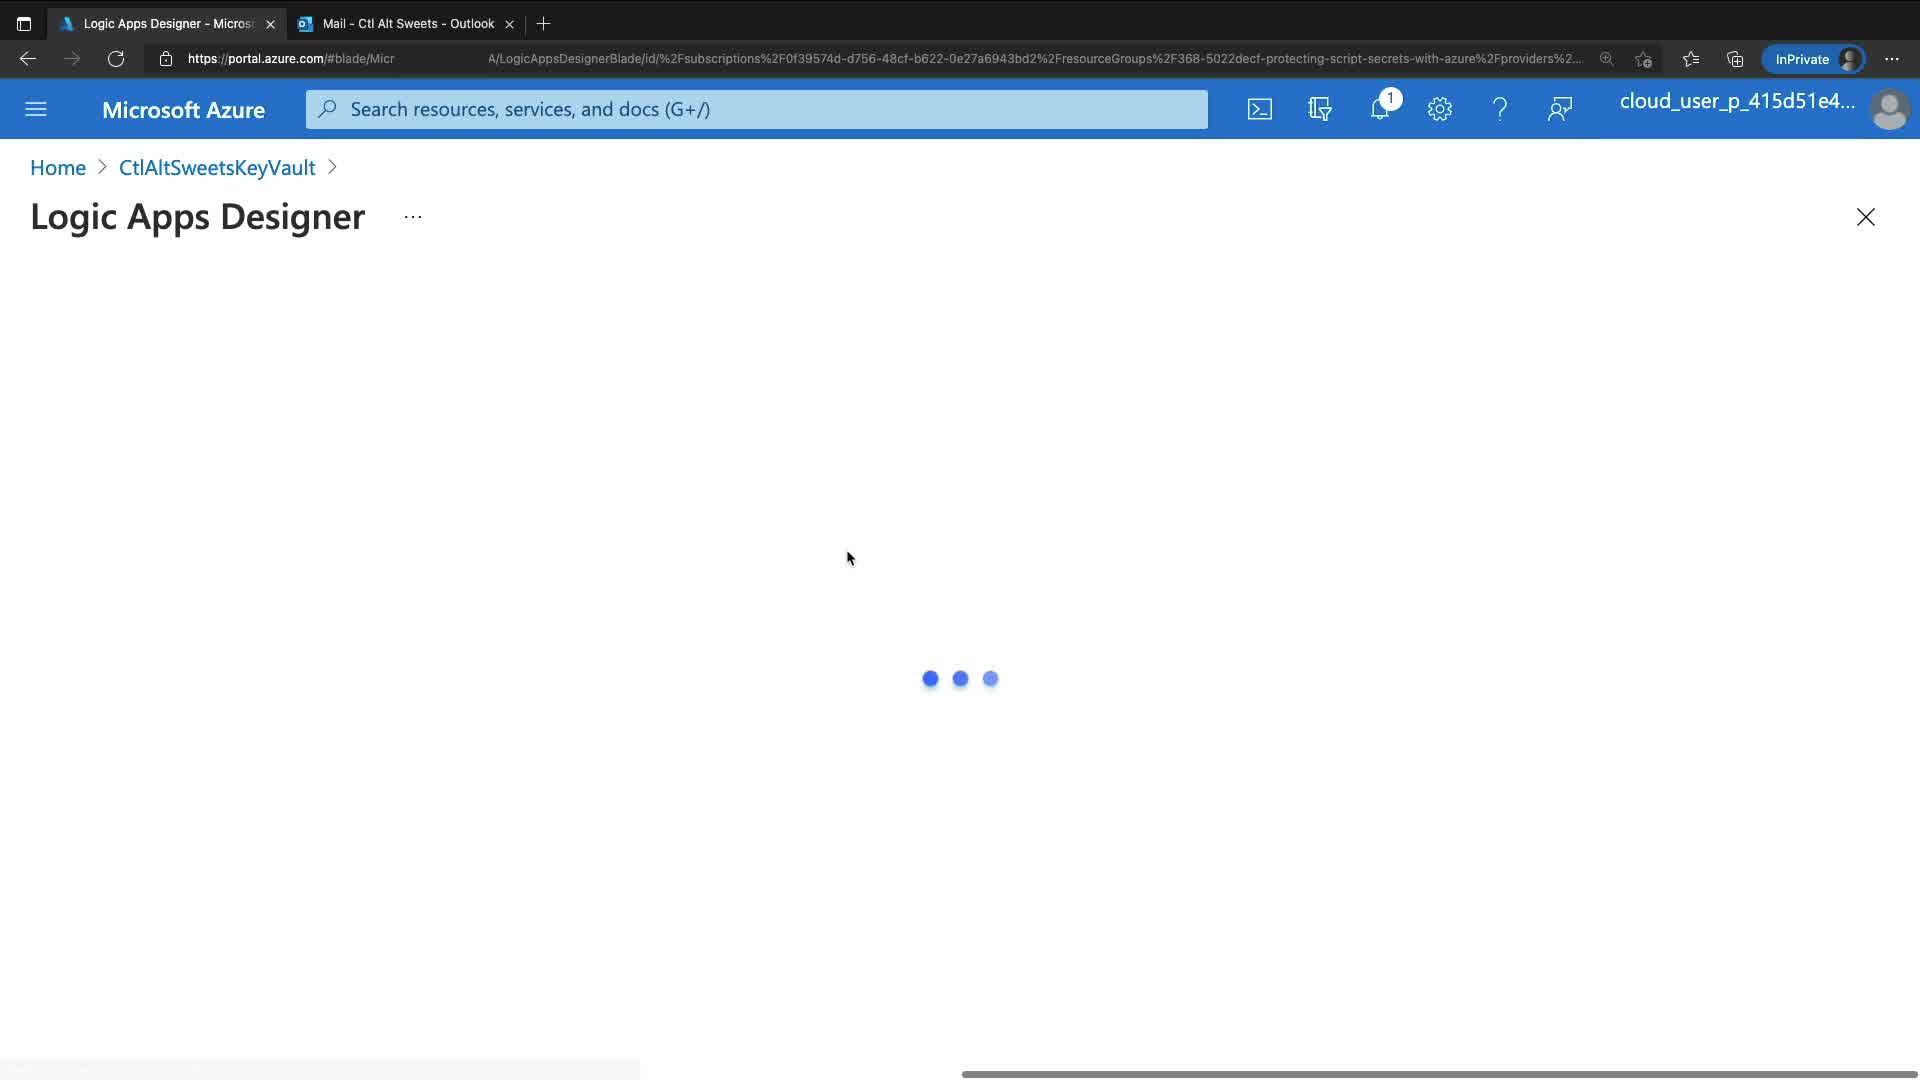 Logic Apps Designer - Micros
Mail - Ctl Alt Sweets - Outlook
https://portal.azure.com/#blade/Micr A/LogicAppsDesignerBlade/id/%2Fsubscriptions%2F0f39574d-d756-48cf-b622-0e27a6943bd2%2FresourceGroups%2F368-5022decf-protecting-script-secrets-with-azure%2Fproviders%2...
InPrivate
Microsoft Azure
Search resources, services, and docs (G+/)
1
cloud_user_p_415d51e4...
Home > CtlAltSweetsKeyVault >
Logic Apps Designer ...